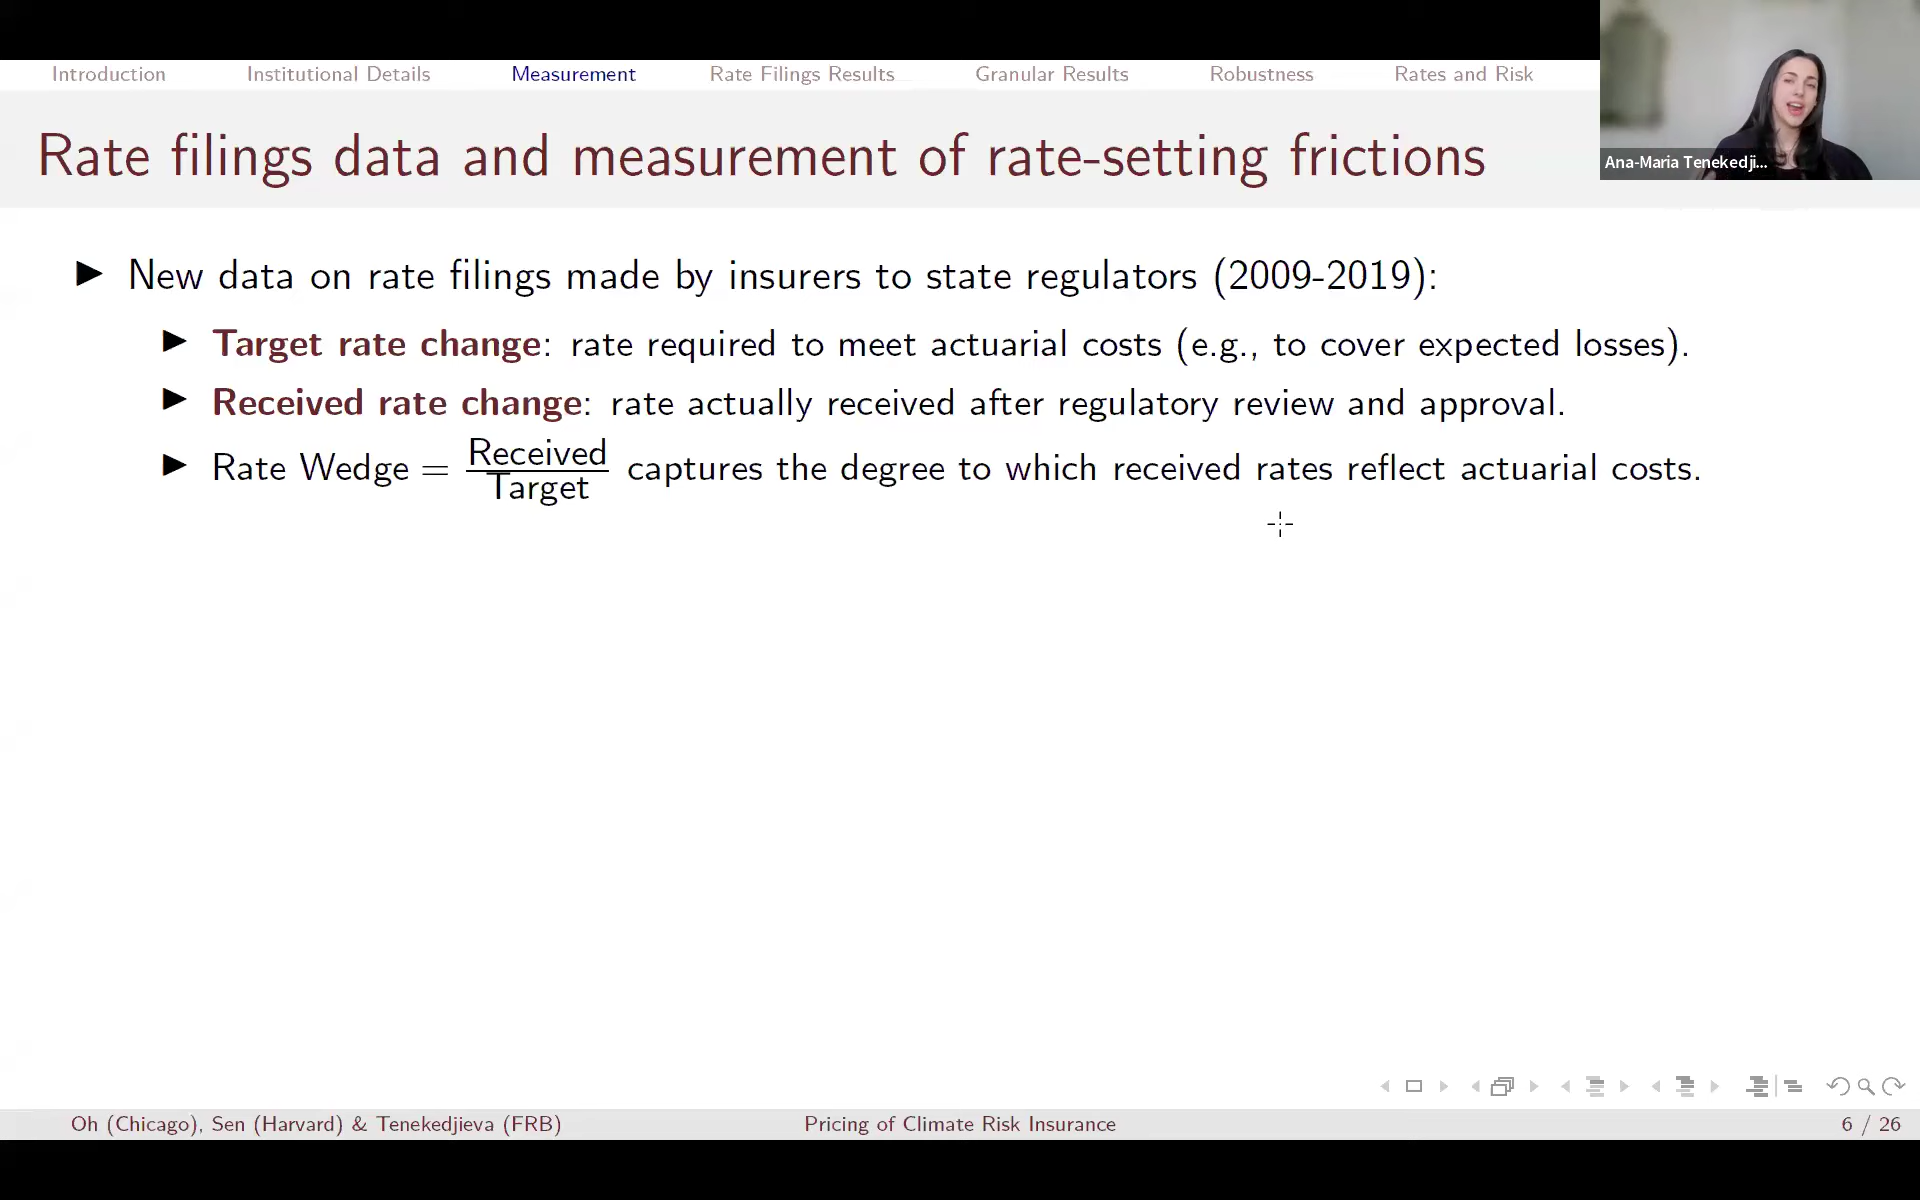 Introduction Institutional Details Measurement Rate Filings Results Granular Results Robustness Rates and Risk
Rate filings data and measurement of rate-setting frictions
Ana-Maria Tenekedji...
▶ New data on rate filings made by insurers to state regulators (2009-2019):
▶ Target rate change: rate required to meet actuarial costs (e.g., to cover expected losses).
▶ Received rate change: rate actually received after regulatory review and approval.
▶ Rate Wedge = Received/Target captures the degree to which received rates reflect actuarial costs.
Oh (Chicago), Sen (Harvard) & Tenekedjieva (FRB) Pricing of Climate Risk Insurance 6 / 26